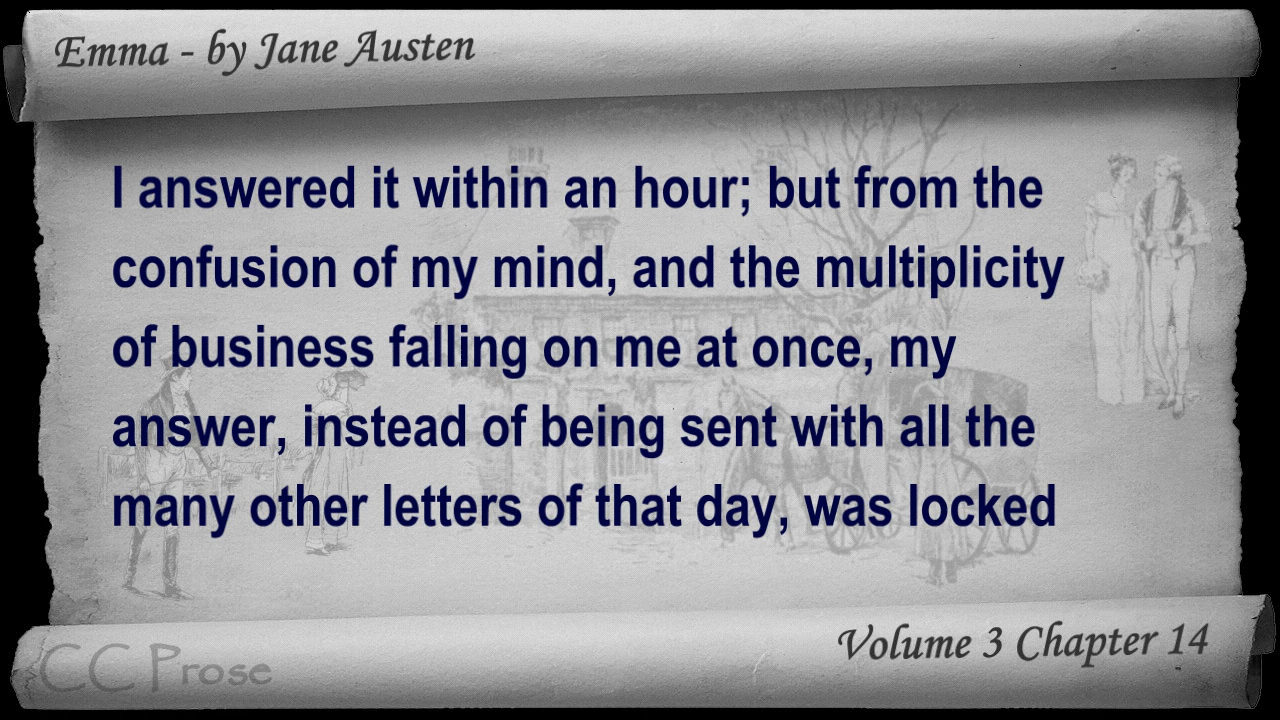 Emma - by Jane Austen
I answered it within an hour; but from the
confusion of my mind, and the multiplicity
of business falling on me at once, my
answer, instead of being sent with all the
many other letters of that day, was locked
Volume 3 Chapter 14
CC Prose